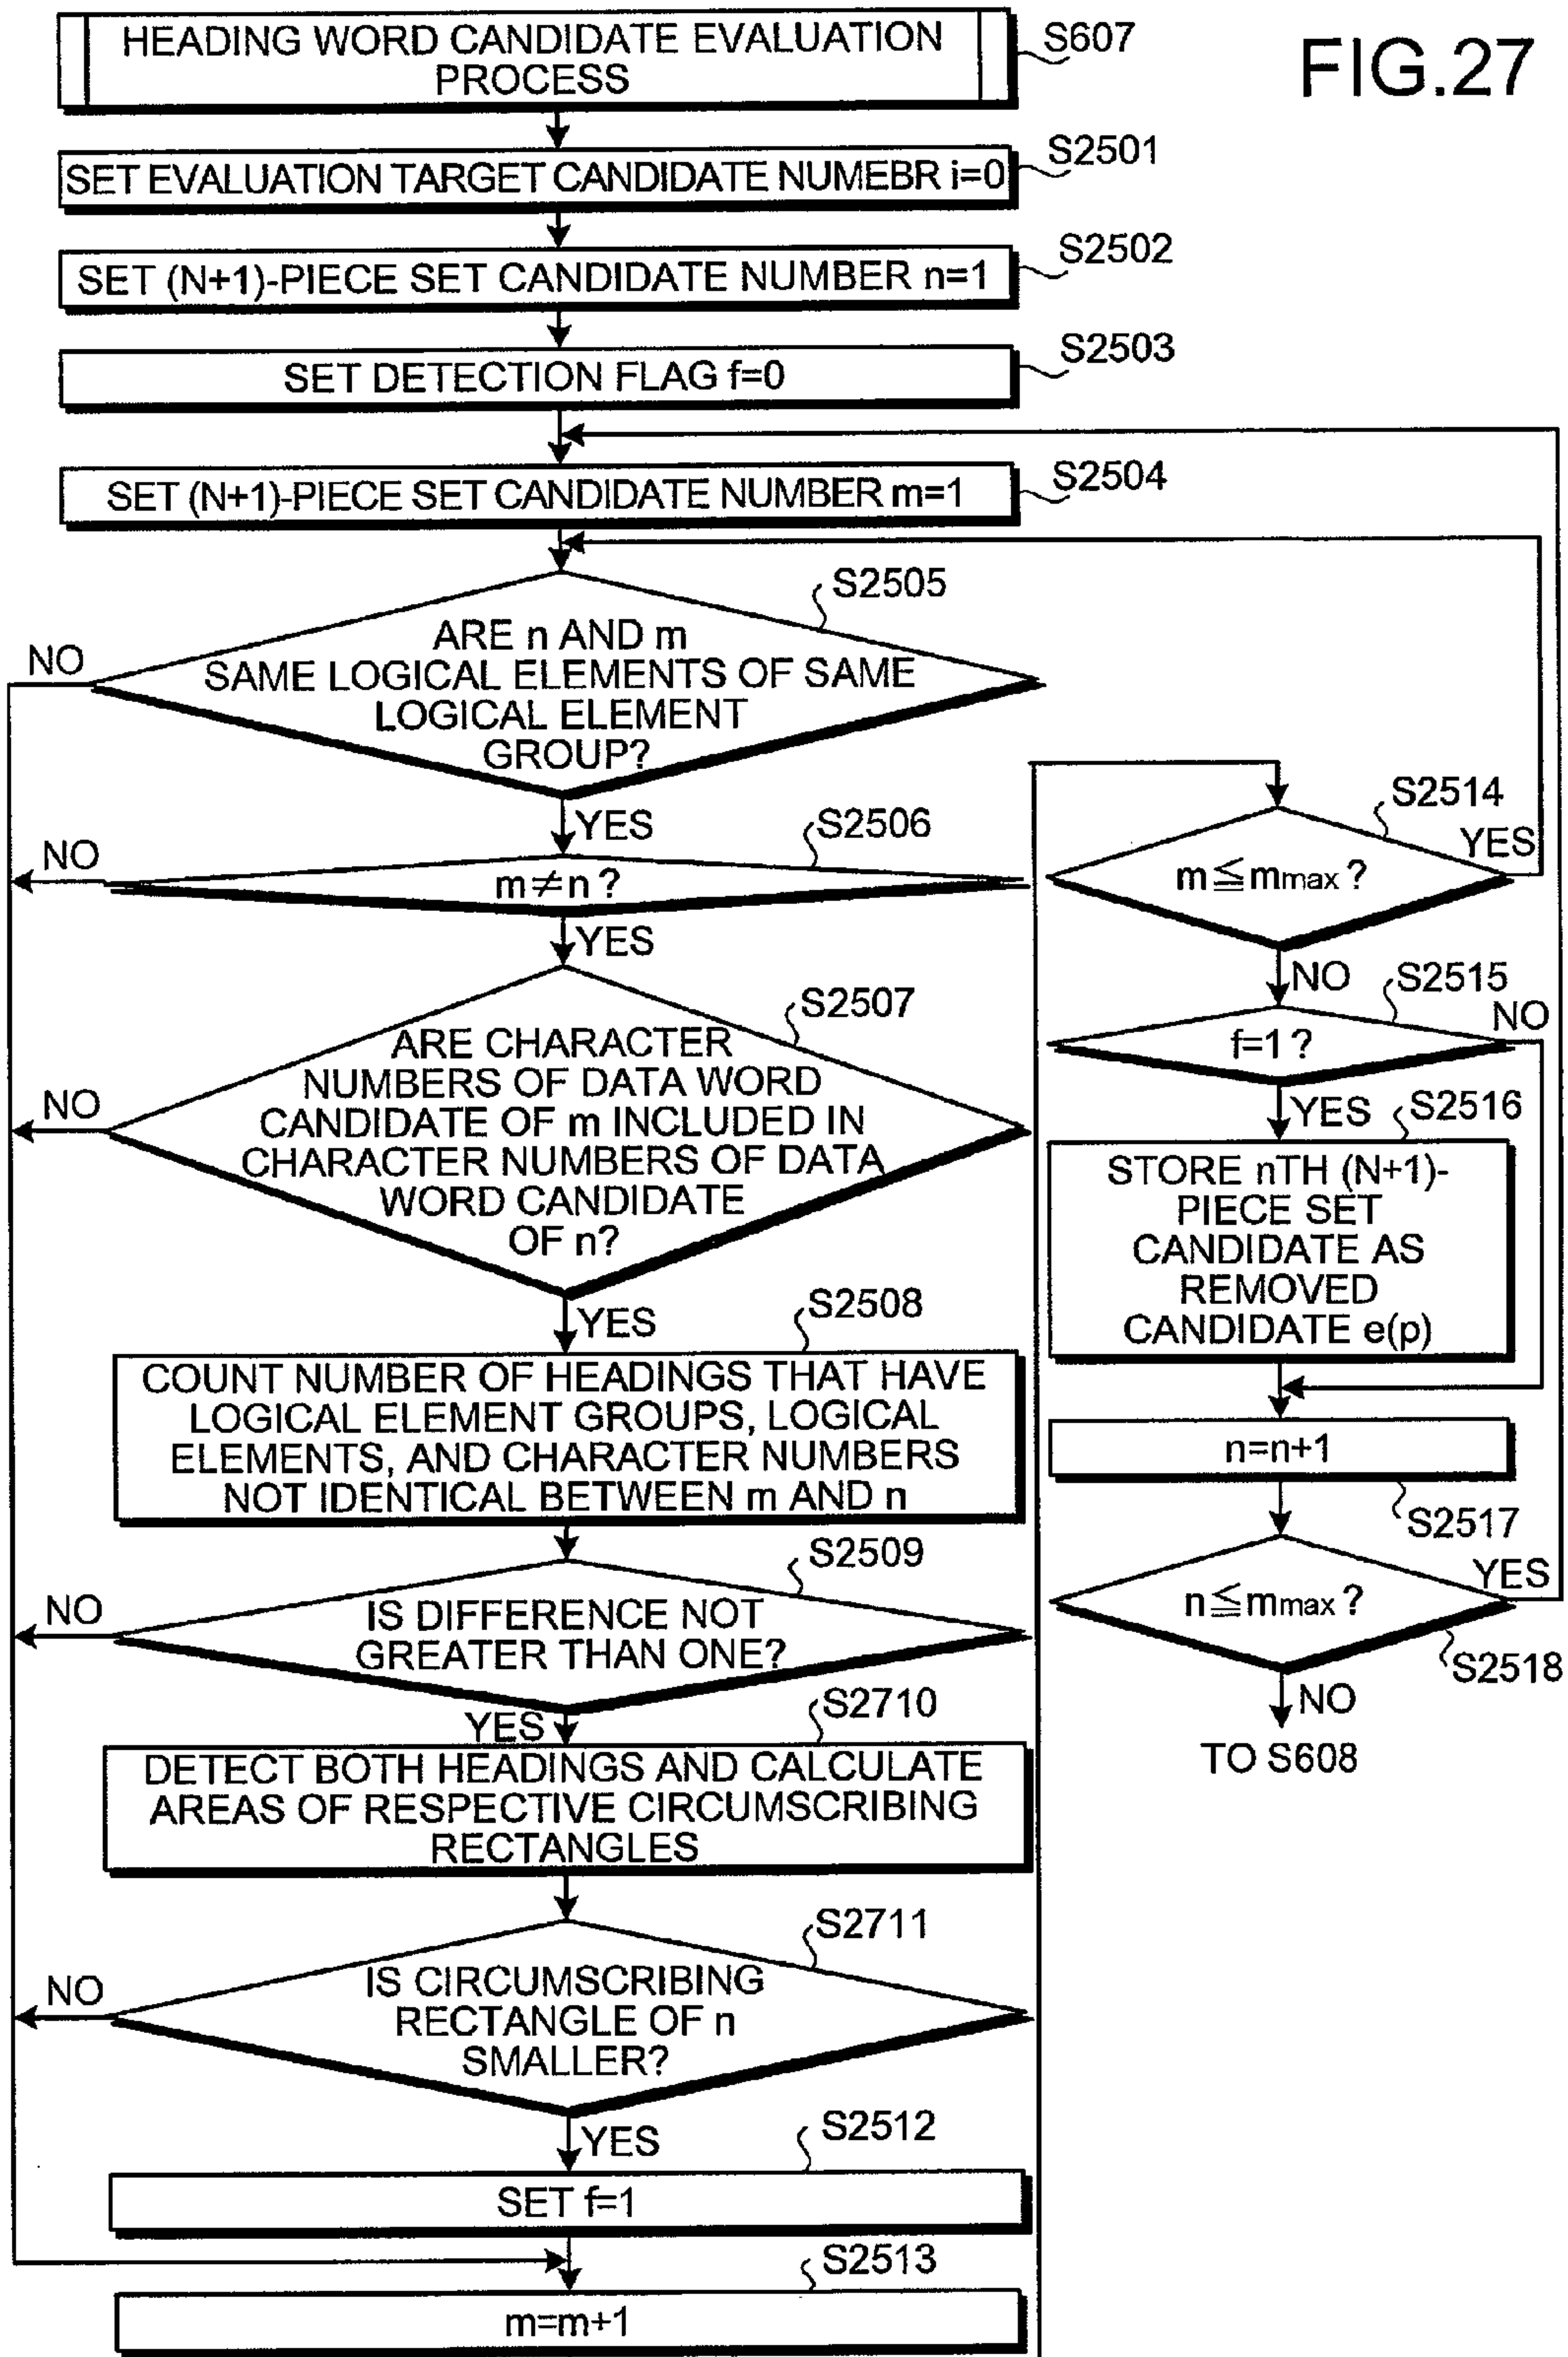 HEADING WORD CANDIDATE EVALUATION
PROCESS
S607
FIG.27
SET EVALUATION TARGET CANDIDATE NUMEBR i=0
S2501
SET (N+1)-PIECE SET CANDIDATE NUMBER n=1
S2502
SET DETECTION FLAG f=0
S2503
SET (N+1)-PIECE SET CANDIDATE NUMBER m=1
S2504
S2505
ARE n AND m
SAME LOGICAL ELEMENTS OF SAME
LOGICAL ELEMENT
GROUP?
NO
YES
S2506
m≠n ?
NO
YES
S2507
ARE CHARACTER
NUMBERS OF DATA WORD
CANDIDATE OF m INCLUDED IN
CHARACTER NUMBERS OF DATA
WORD CANDIDATE
OF n?
NO
YES
S2508
COUNT NUMBER OF HEADINGS THAT HAVE
LOGICAL ELEMENT GROUPS, LOGICAL
ELEMENTS, AND CHARACTER NUMBERS
NOT IDENTICAL BETWEEN m AND n
S2509
IS DIFFERENCE NOT
GREATER THAN ONE?
NO
YES
S2710
DETECT BOTH HEADINGS AND CALCULATE
AREAS OF RESPECTIVE CIRCUMSCRIBING
RECTANGLES
S2711
IS CIRCUMSCRIBING
RECTANGLE OF n
SMALLER?
NO
YES
S2512
SET f=1
S2513
m=m+1
S2514
m≦mmax ?
YES
NO
S2515
f=1 ?
NO
YES
S2516
STORE nTH (N+1)-
PIECE SET
CANDIDATE AS
REMOVED
CANDIDATE e(p)
n=n+1
S2517
n≦mmax ?
YES
S2518
NO
TO S608